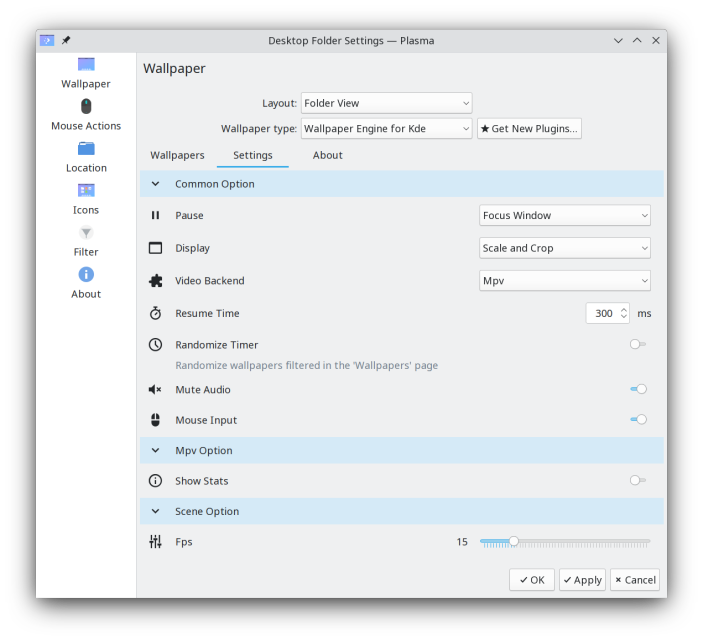 Desktop Folder Settings — Plasma
Wallpaper
Mouse Actions
Location
Icons
Filter
About
Wallpaper
Layout: Folder View
Wallpaper type: Wallpaper Engine for Kde ★ Get New Plugins...
Wallpapers Settings About
Common Option
Pause Focus Window
Display Scale and Crop
Video Backend Mpv
Resume Time 300 ms
Randomize Timer
Randomize wallpapers filtered in the 'Wallpapers' page
Mute Audio
Mouse Input
Mpv Option
Show Stats
Scene Option
Fps 15
OK Apply Cancel